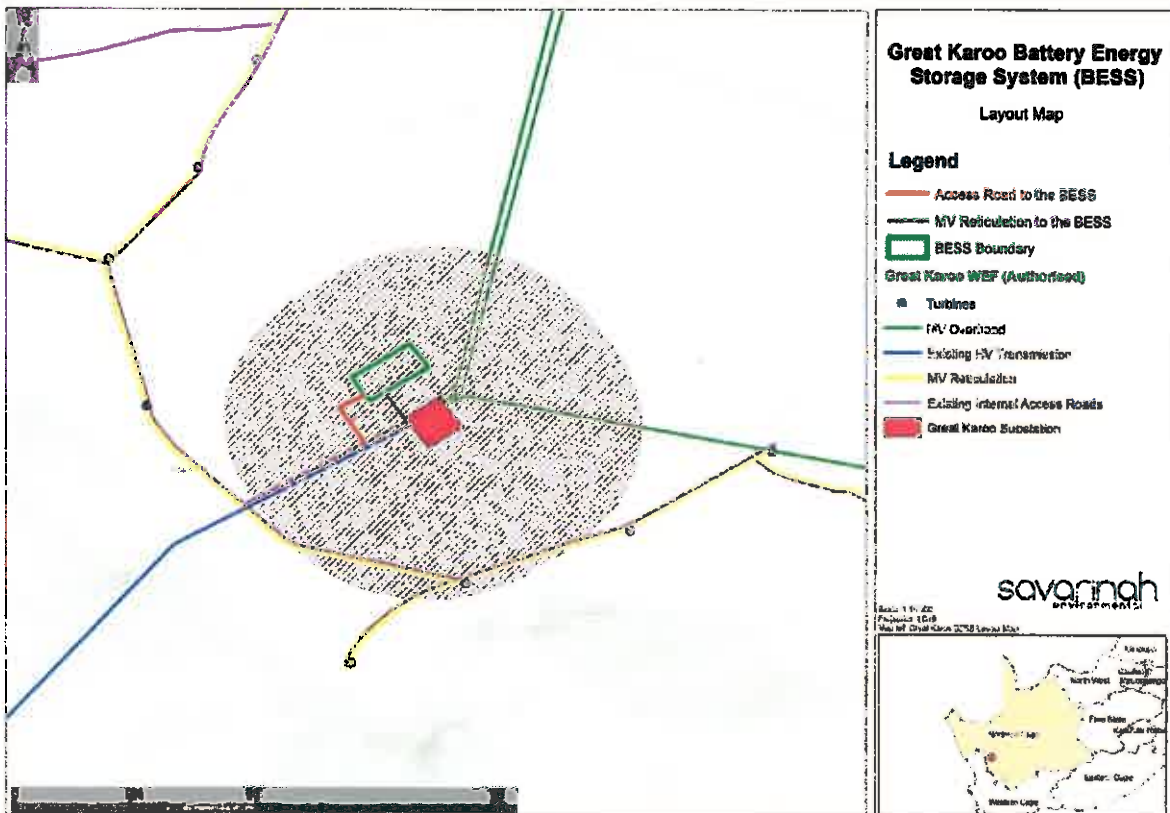 Great Karoo Battery Energy
Storage System (BESS)
Layout Map
Legend
Access Road to the BESS
MV Reticulation to the BESS
BESS Boundary
Great Karoo WEF (Authorised)
Turbines
Overhead
Existing HV Transmission
MV Reticulation
Existing Internal Access Roads
Great Karoo Substation
savannah
environmental
North West
Free State
Northern Cape
Eastern Cape
Western Cape